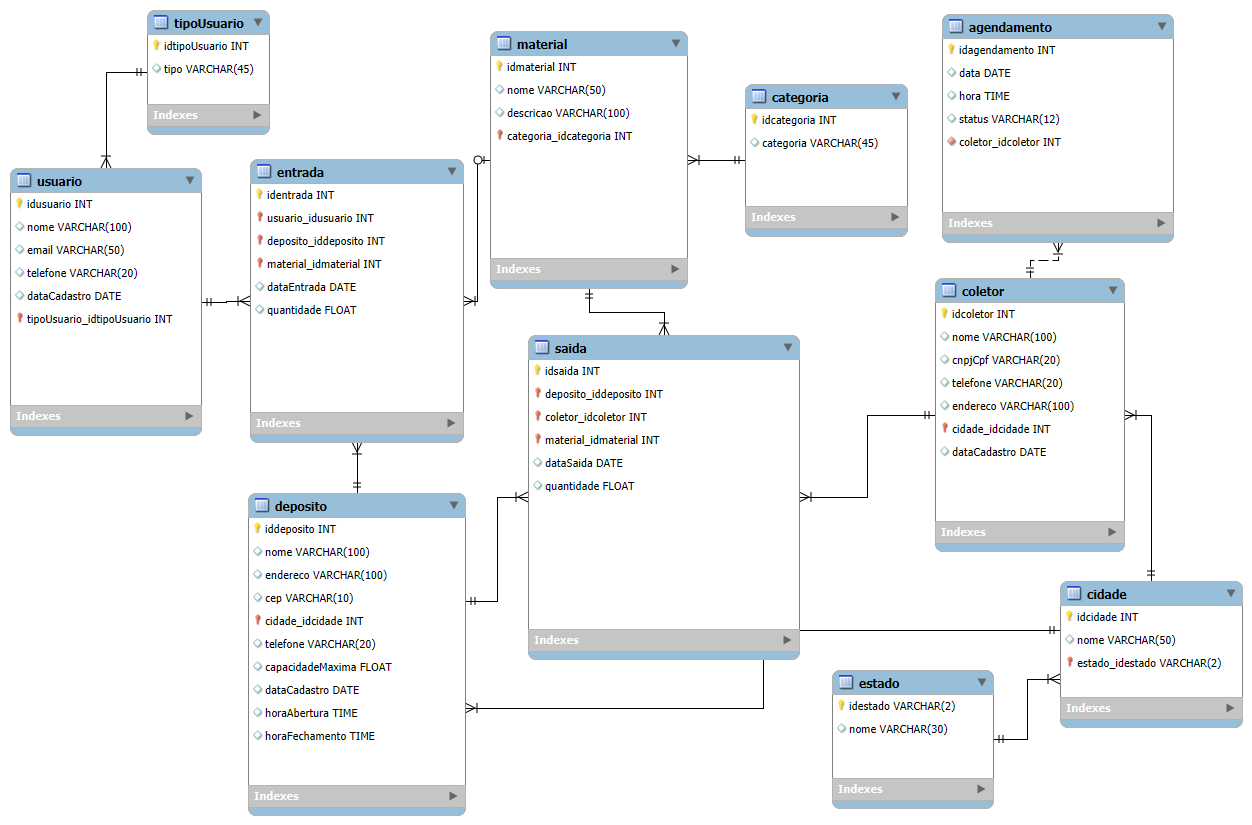 tipoUsuario
idtipoUsuario INT
tipo VARCHAR(45)
Indexes
usuario
idusuario INT
nome VARCHAR(100)
email VARCHAR(50)
telefone VARCHAR(20)
dataCadastro DATE
tipoUsuario_idtipoUsuario INT
Indexes
entrada
identrada INT
usuario_idusuario INT
deposito_iddeposito INT
material_idmaterial INT
dataEntrada DATE
quantidade FLOAT
Indexes
material
idmaterial INT
nome VARCHAR(50)
descricao VARCHAR(100)
categoria_idcategoria INT
Indexes
categoria
idcategoria INT
categoria VARCHAR(45)
Indexes
agendamento
idagendamento INT
data DATE
hora TIME
status VARCHAR(12)
coletor_idcoletor INT
Indexes
coletor
idcoletor INT
nome VARCHAR(100)
cnpjCpf VARCHAR(20)
telefone VARCHAR(20)
endereco VARCHAR(100)
cidade_idcidade INT
dataCadastro DATE
Indexes
saida
idsaida INT
deposito_iddeposito INT
coletor_idcoletor INT
material_idmaterial INT
dataSaida DATE
quantidade FLOAT
Indexes
deposito
iddeposito INT
nome VARCHAR(100)
endereco VARCHAR(100)
cep VARCHAR(10)
cidade_idcidade INT
telefone VARCHAR(20)
capacidadeMaxima FLOAT
dataCadastro DATE
horaAbertura TIME
horaFechamento TIME
Indexes
cidade
idcidade INT
nome VARCHAR(50)
estado_idestado VARCHAR(2)
Indexes
estado
idestado VARCHAR(2)
nome VARCHAR(30)
Indexes